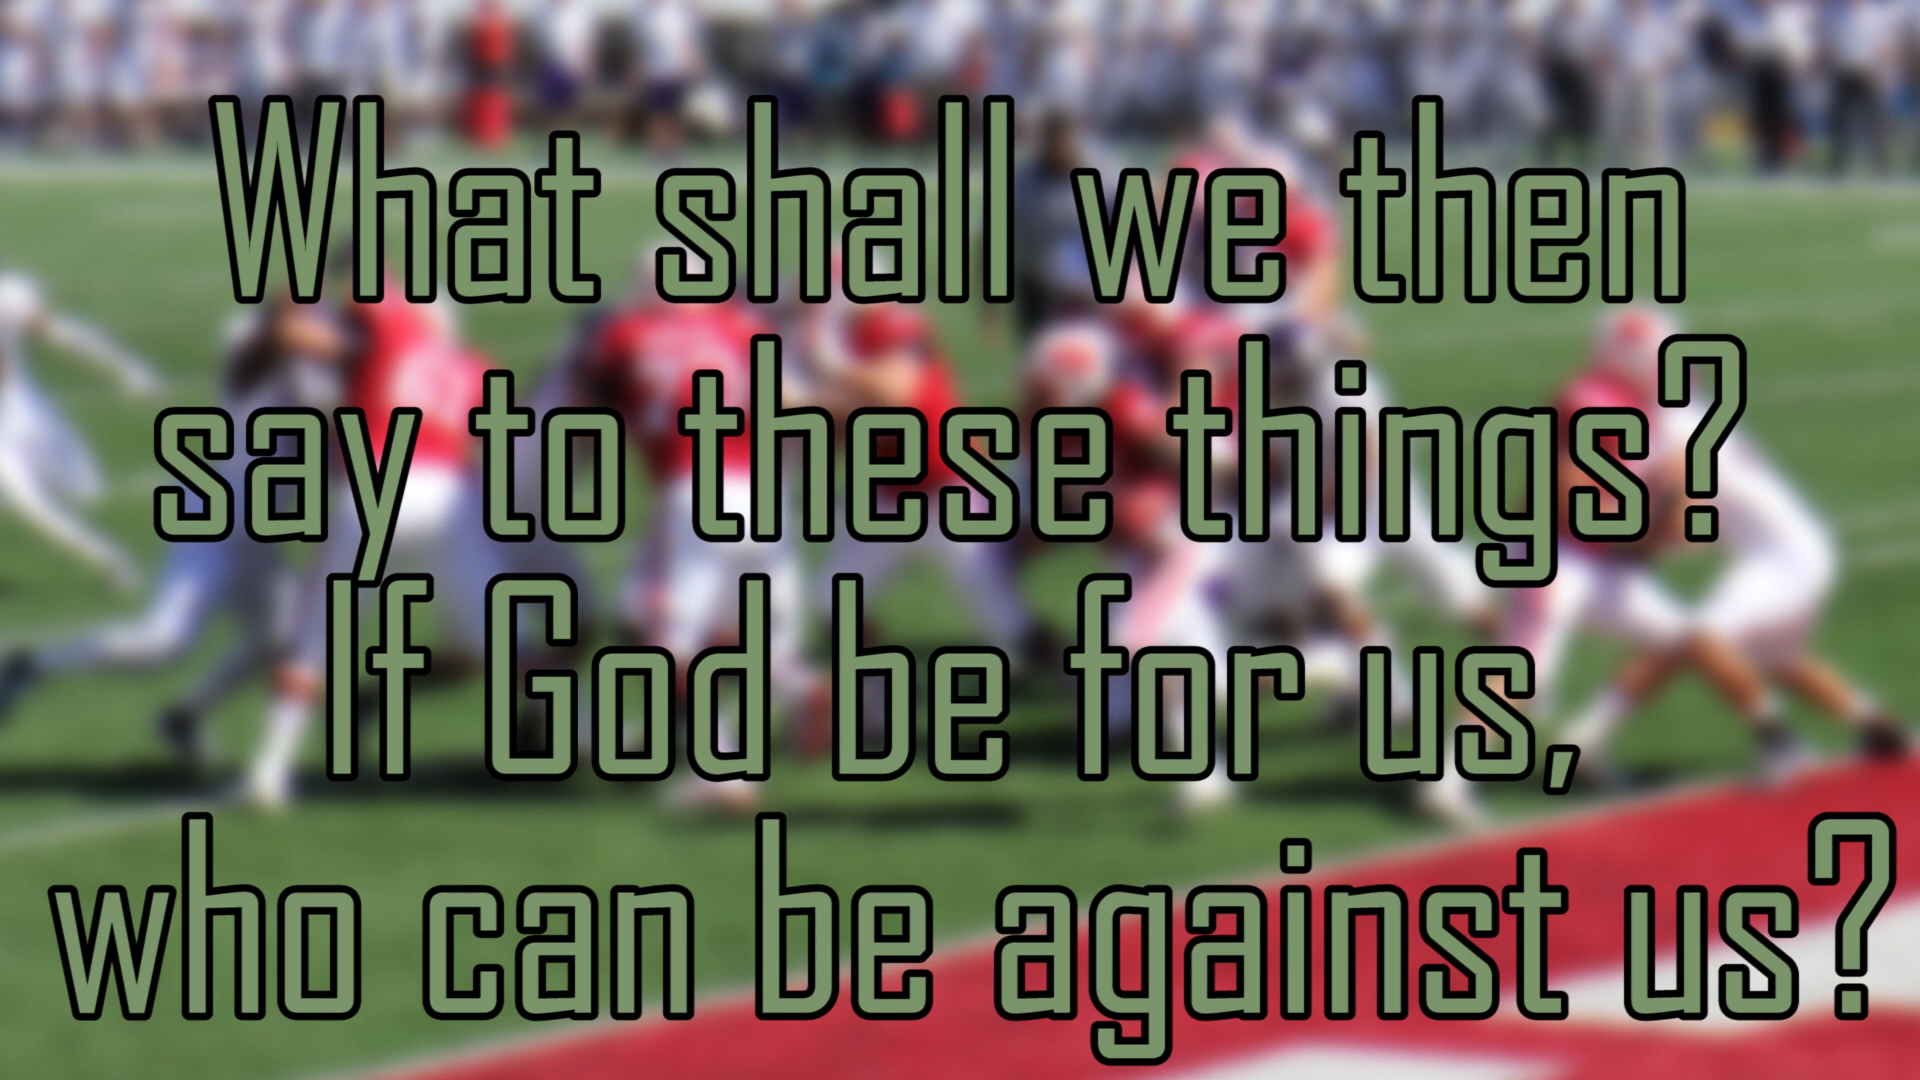 What shall we then
say to these things?
If God be for us,
who can be against us?